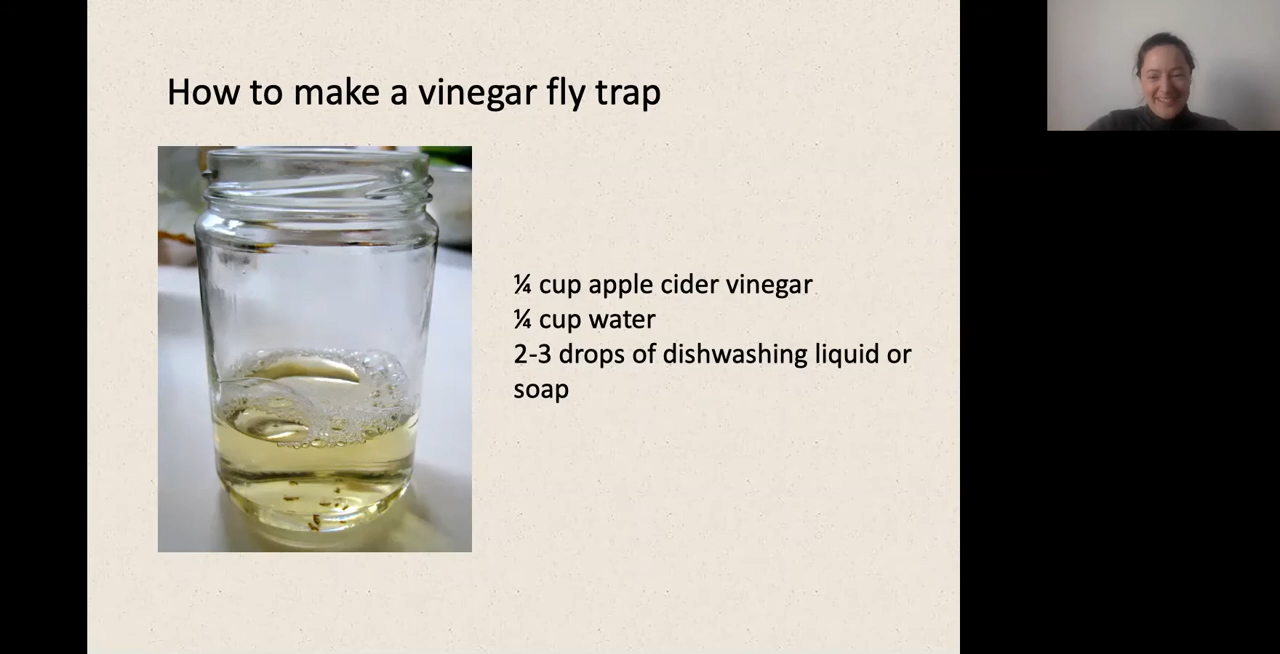 How to make a vinegar fly trap
¼ cup apple cider vinegar
¼ cup water
2-3 drops of dishwashing liquid or
soap